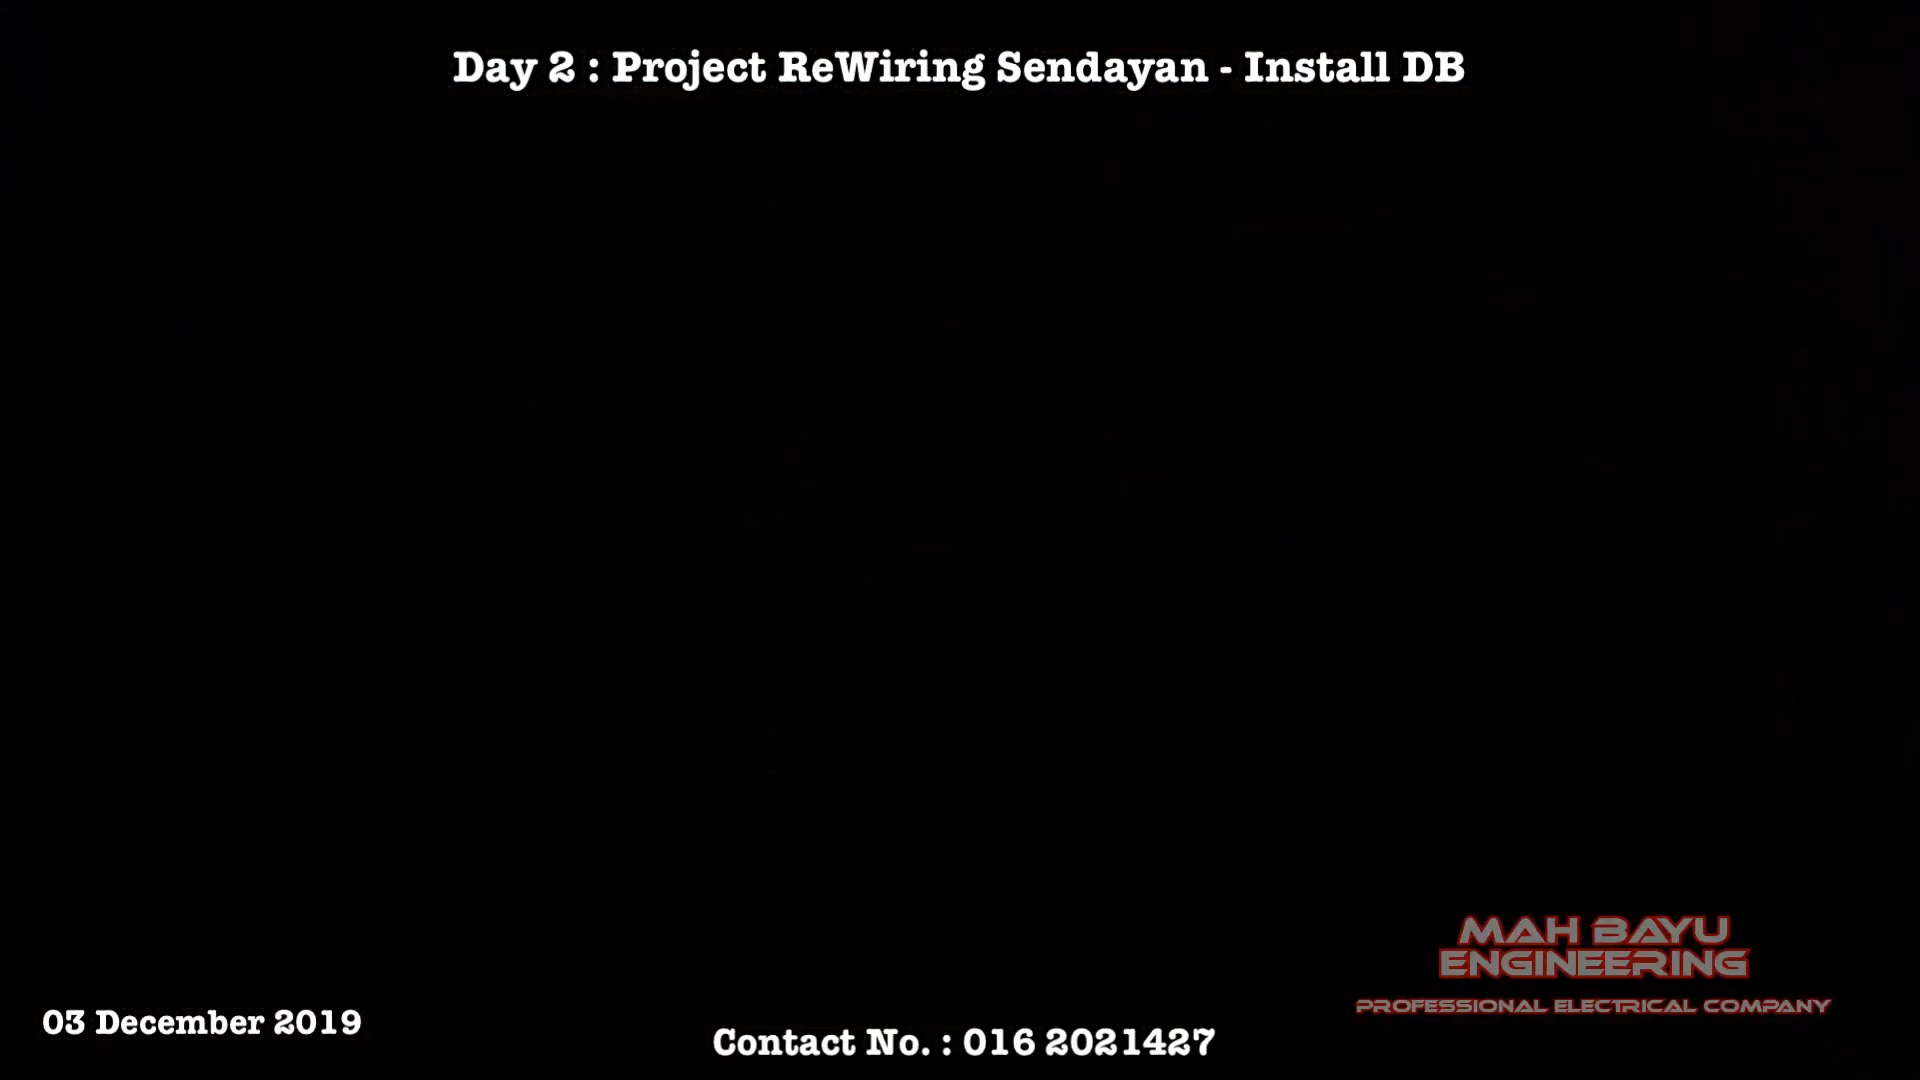 Day 2 : Project ReWiring Sendayan - Install DB
MAH BAYU
ENGINEERING
PROFESSIONAL ELECTRICAL COMPANY
03 December 2019
Contact No. : 016 2021427